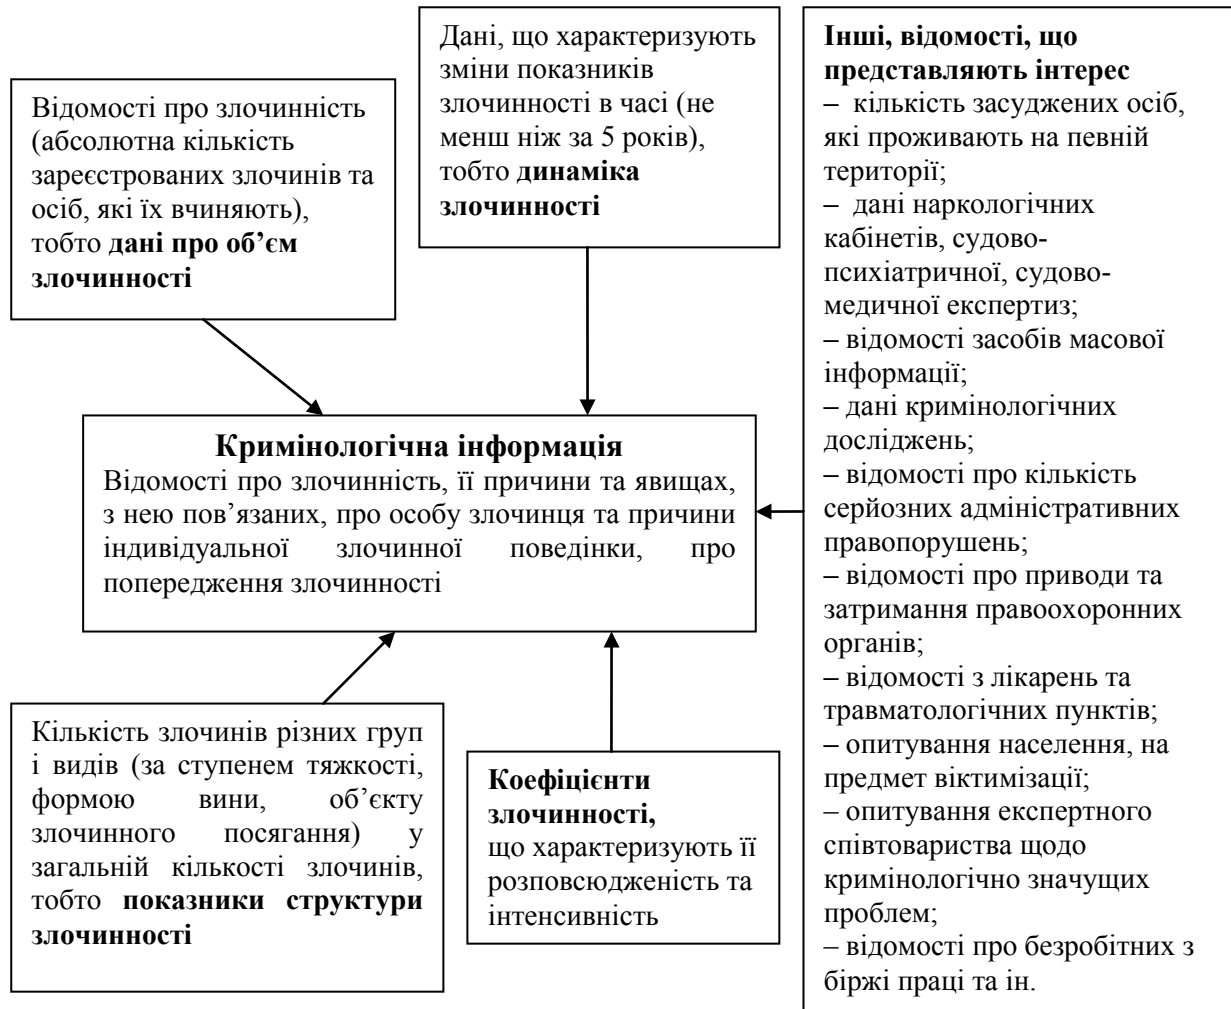 Відомості про злочинність
(абсолютна кількість
зареєстрованих злочинів та
осіб, які їх вчиняють),
тобто дані про об’єм
злочинності
Дані, що характеризують
зміни показників
злочинності в часі (не
менш ніж за 5 років),
тобто динаміка
злочинності
Інші, відомості, що
представляють інтерес
– кількість засуджених осіб,
які проживають на певній
території;
– дані наркологічних
кабінетів, судово-
психіатричної, судово-
медичної експертиз;
– відомості засобів масової
інформації;
– дані кримінологічних
досліджень;
– відомості про кількість
серйозних адміністративних
правопорушень;
– відомості про приводи та
затримання правоохоронних
органів;
– відомості з лікарень та
травматологічних пунктів;
– опитування населення, на
предмет віктимізації;
– опитування експертного
співтовариства щодо
кримінологічно значущих
проблем;
– відомості про безробітних з
біржі праці та ін.
Кримінологічна інформація
Відомості про злочинність, її причини та явищах,
з нею пов’язаних, про особу злочинця та причини
індивідуальної злочинної поведінки, про
попередження злочинності
Кількість злочинів різних груп
і видів (за ступенем тяжкості,
формою вини, об’єкту
злочинного посягання) у
загальній кількості злочинів,
тобто показники структури
злочинності
Коефіцієнти
злочинності,
що характеризують її
розповсюдженість та
інтенсивність